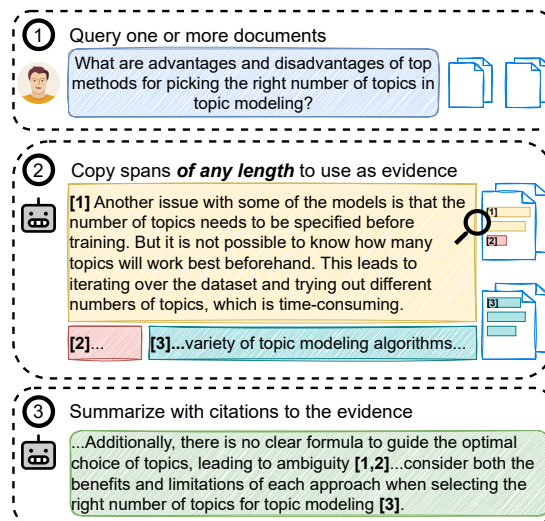 1 Query one or more documents
What are advantages and disadvantages of top
methods for picking the right number of topics in
topic modeling?
2 Copy spans of any length to use as evidence
[1] Another issue with some of the models is that the
number of topics needs to be specified before
training. But it is not possible to know how many
topics will work best beforehand. This leads to
iterating over the dataset and trying out different
numbers of topics, which is time-consuming.
[1]
[2]
[2]...
[3]...variety of topic modeling algorithms...
[3]
3 Summarize with citations to the evidence
...Additionally, there is no clear formula to guide the optimal
choice of topics, leading to ambiguity [1,2]...consider both the
benefits and limitations of each approach when selecting the
right number of topics for topic modeling [3].